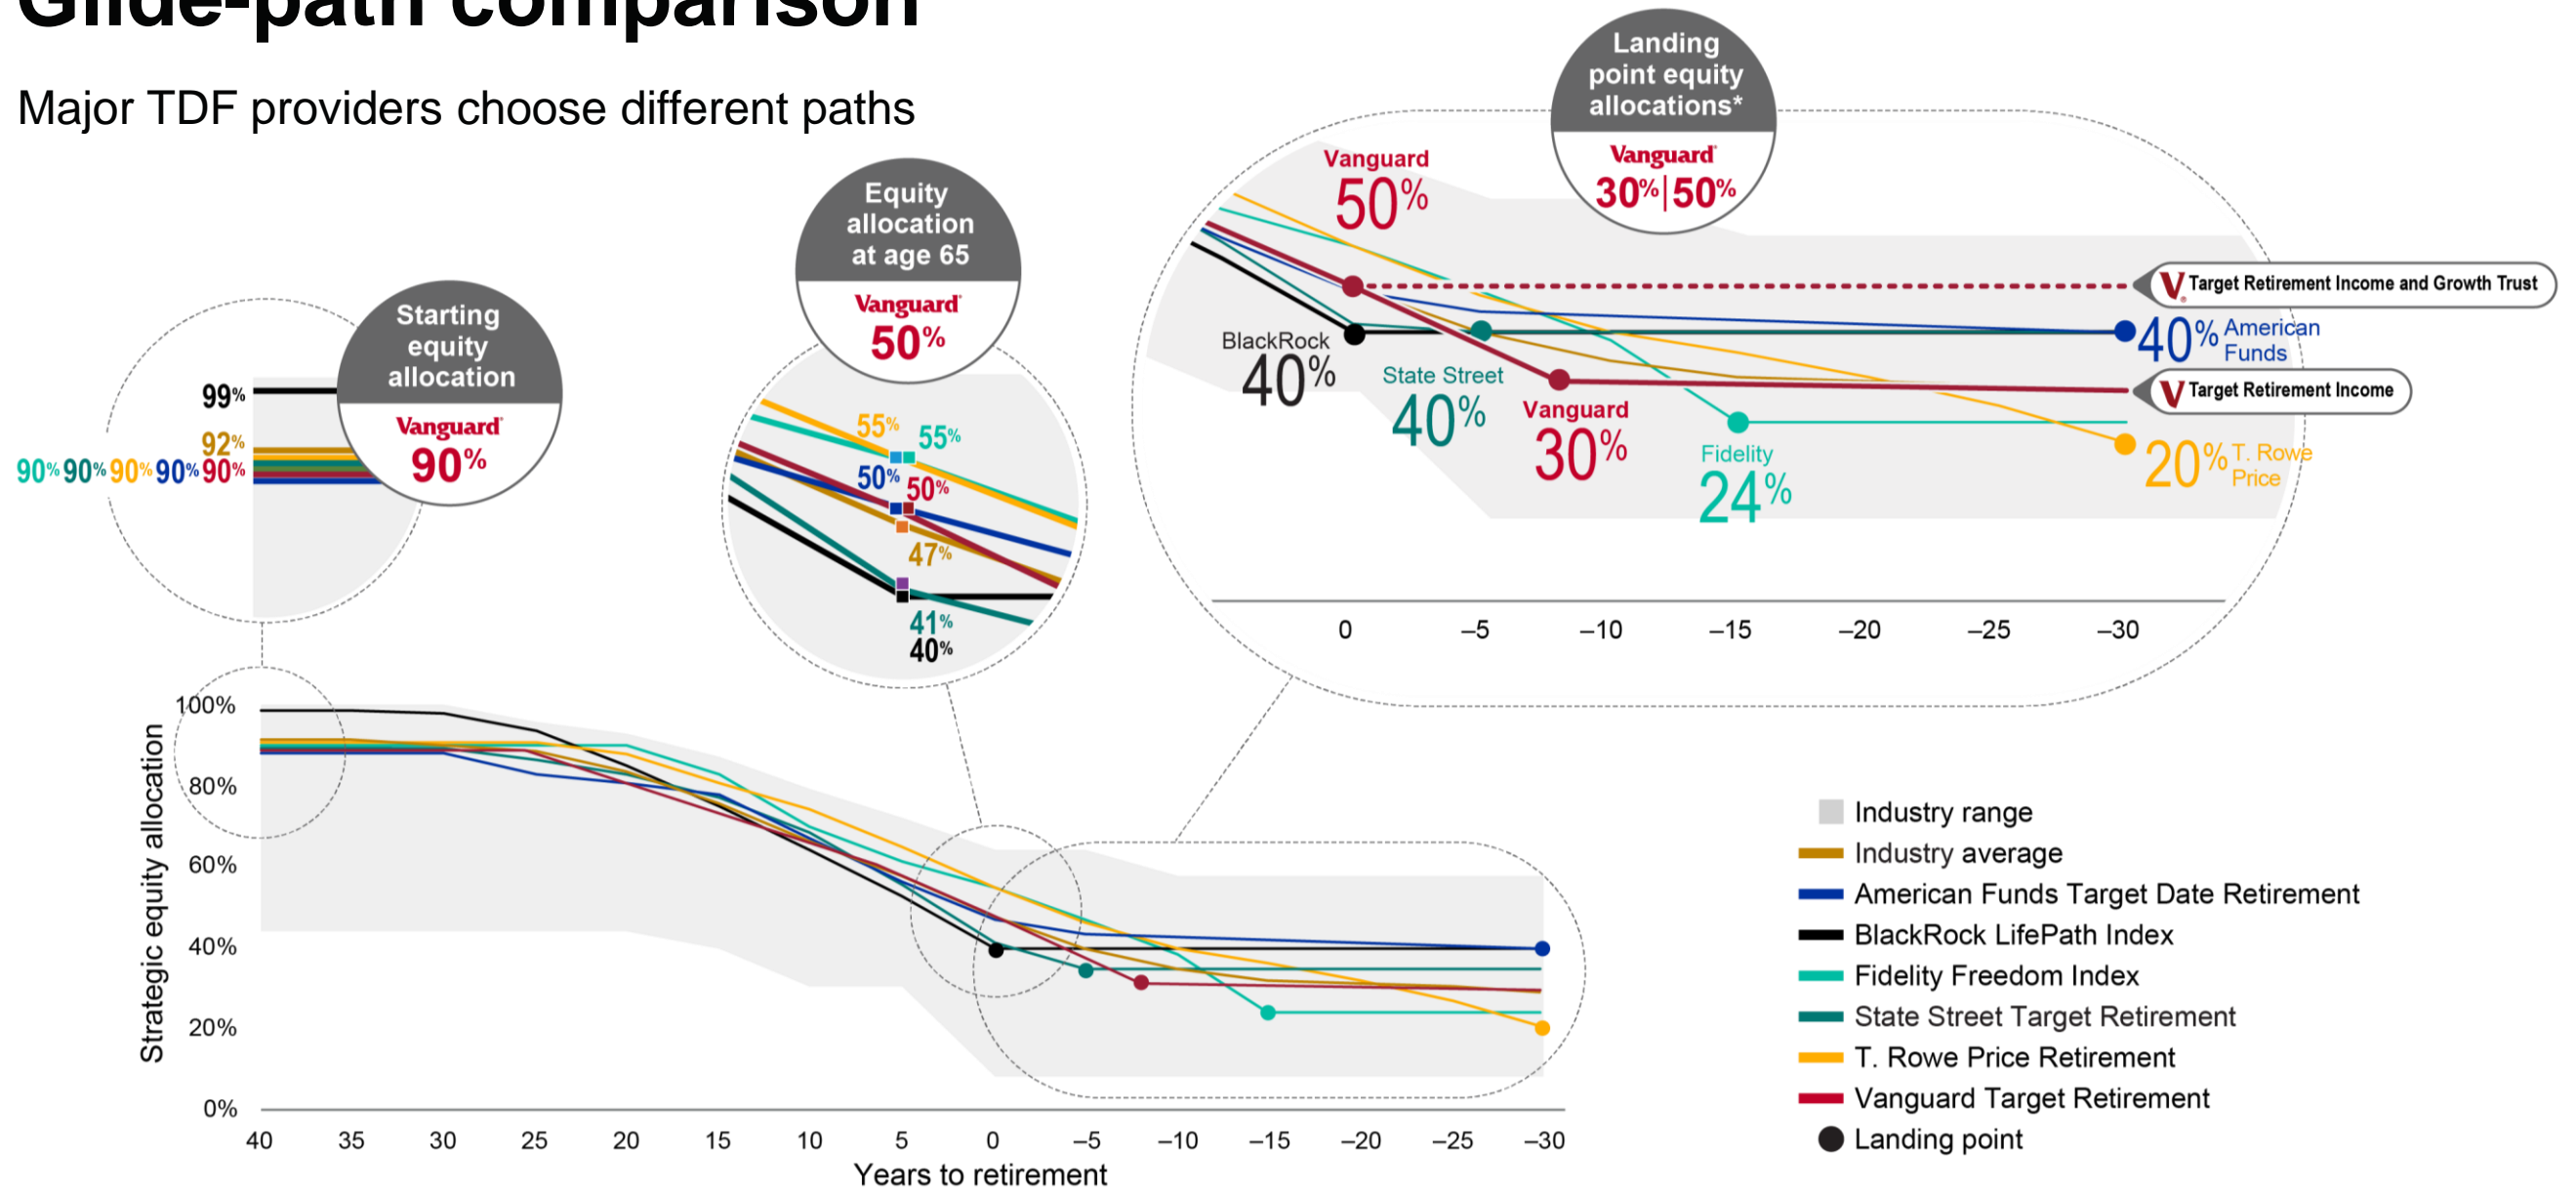 Glide-path comparison
Major TDF providers choose different paths
Starting
equity
allocation
Vanguard®
90%
99%
92%
90% 90% 90% 90% 90%
Equity
allocation
at age 65
Vanguard®
50%
55%
55%
50%
50%
47%
41%
40%
Landing
point equity
allocations*
Vanguard®
30%|50%
Vanguard
50%
BlackRock
40%
State Street
40%
Vanguard
30%
Fidelity
24%
V® Target Retirement Income and Growth Trust
40% American
Funds
V Target Retirement Income
20% T. Rowe
Price
0 –5 –10 –15 –20 –25 –30
Strategic equity allocation
100%
80%
60%
40%
20%
0%
40 35 30 25 20 15 10 5 0 –5 –10 –15 –20 –25 –30
Years to retirement
Industry range
Industry average
American Funds Target Date Retirement
BlackRock LifePath Index
Fidelity Freedom Index
State Street Target Retirement
T. Rowe Price Retirement
Vanguard Target Retirement
Landing point